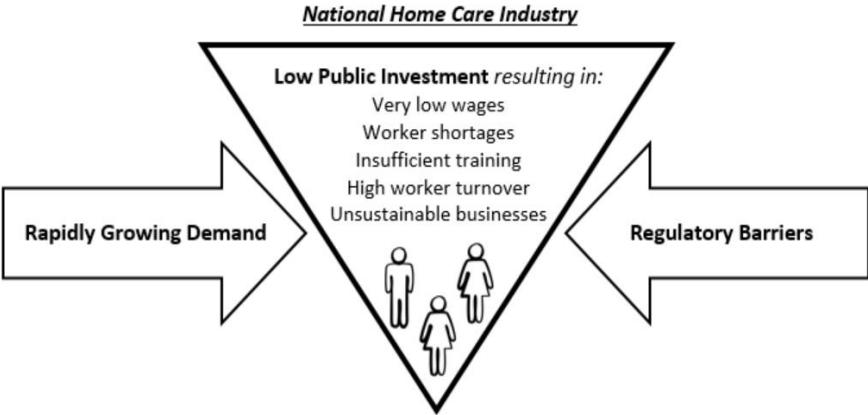 National Home Care Industry
Low Public Investment resulting in:
Very low wages
Worker shortages
Insufficient training
High worker turnover
Unsustainable businesses
Rapidly Growing Demand
Regulatory Barriers